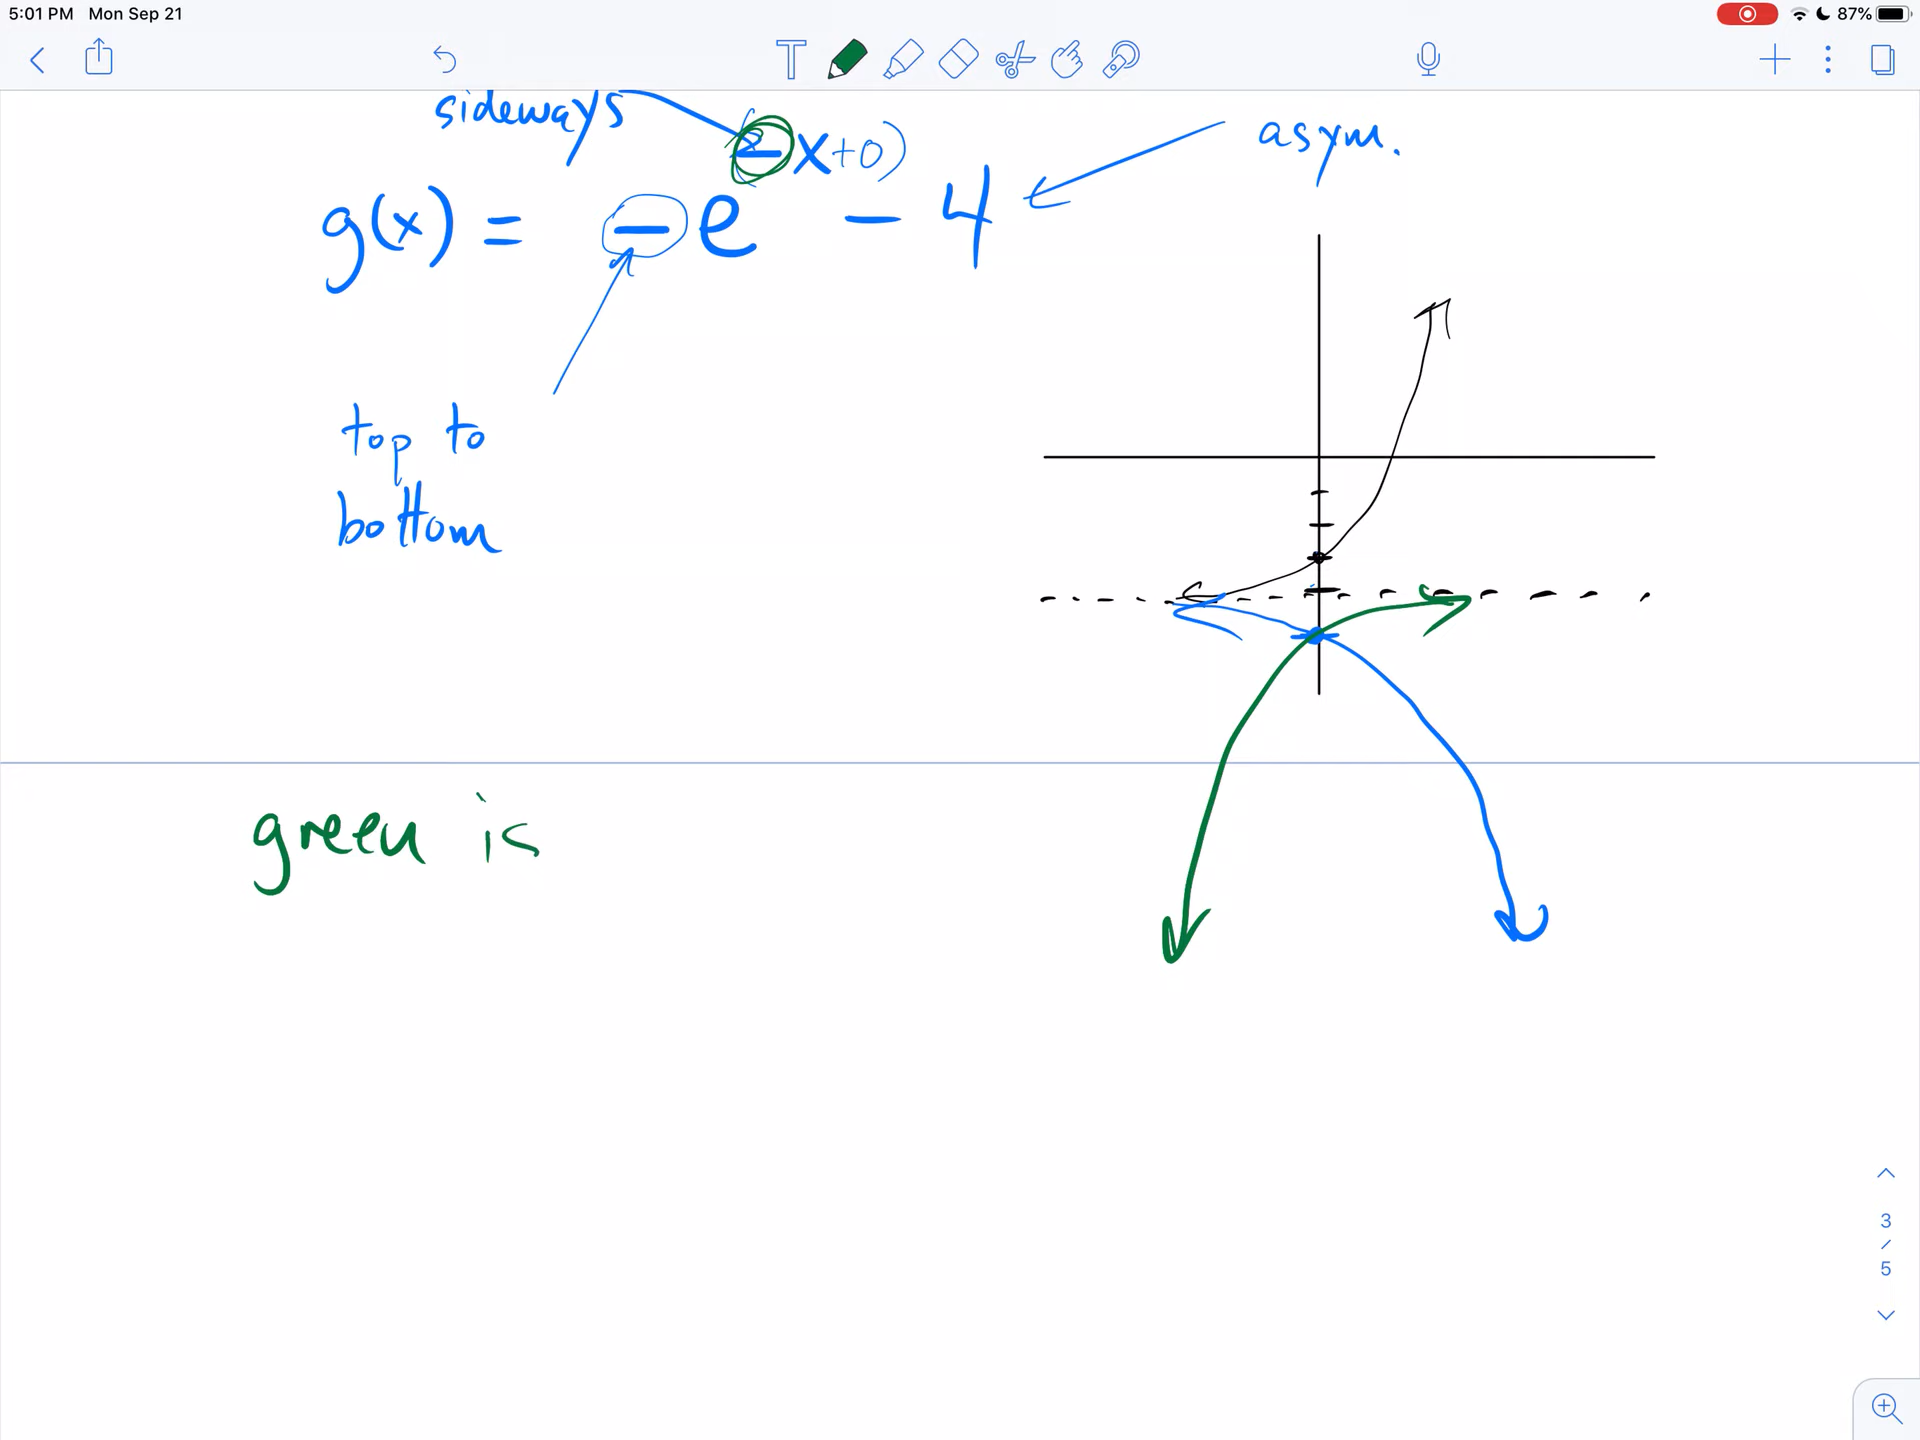 5:01 PM Mon Sep 21
87%
T
sideways
asym.
g(x) = -e^{-(x+0)} - 4
top to
bottom
green is
3
/
5